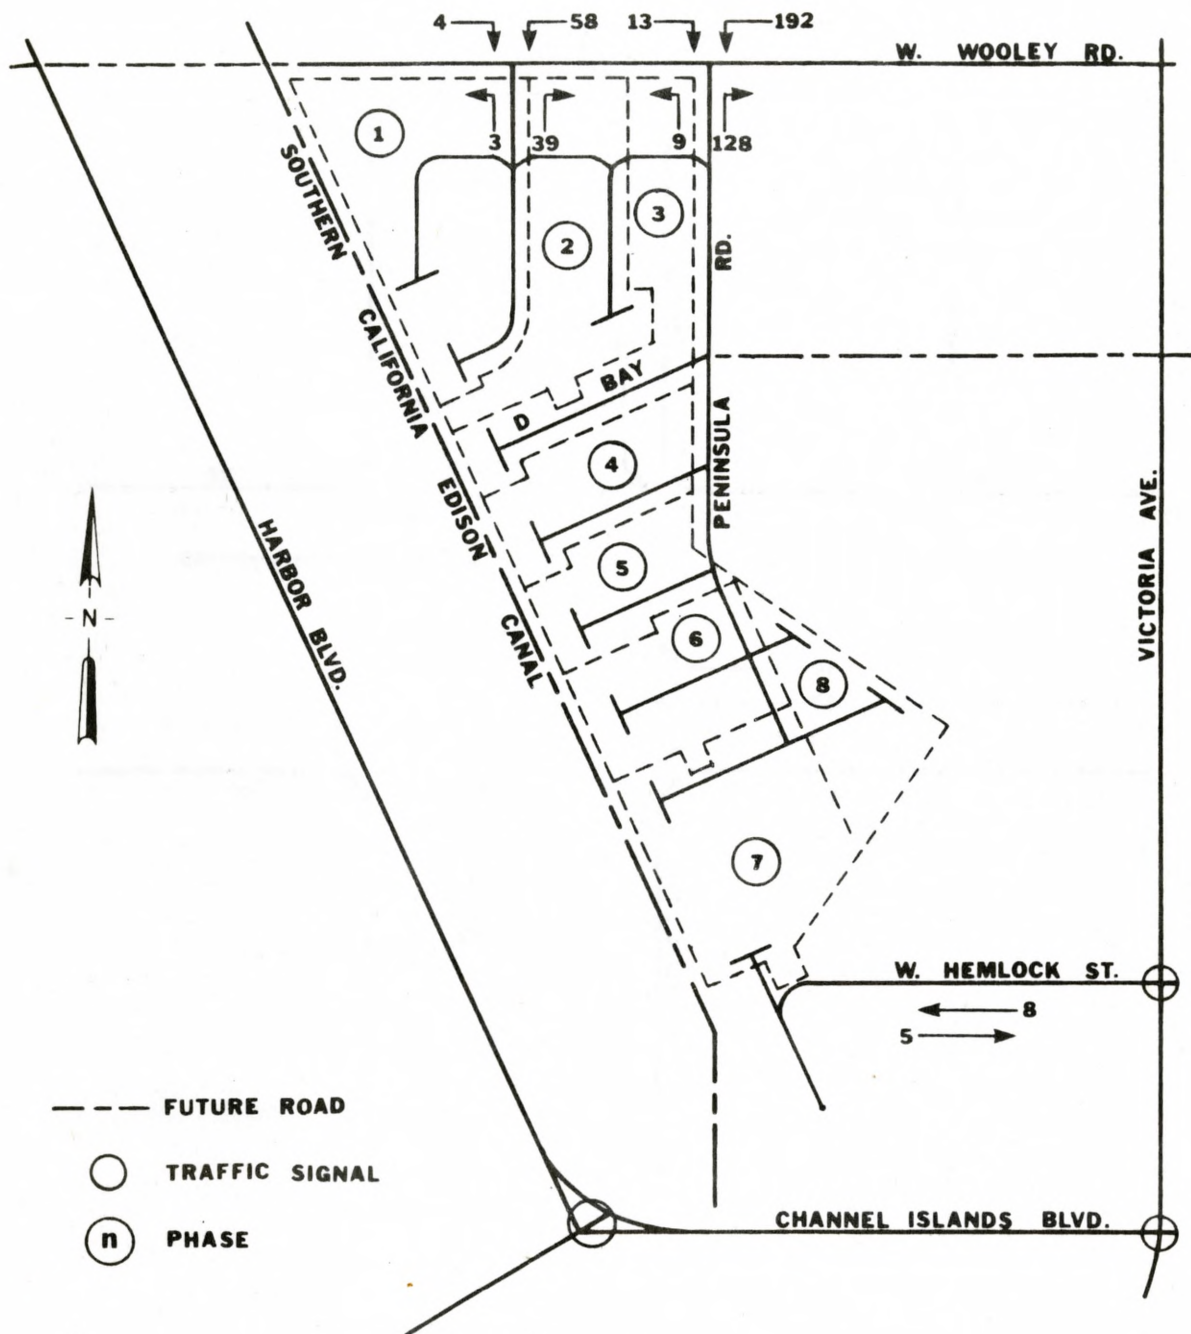 4 58 13 192
W. WOOLEY RD.
1
3 39 9 128
SOUTHERN
2
3
RD.
CALIFORNIA
BAY
D
PENINSULA
4
EDISON
VICTORIA AVE.
HARBOR BLVD.
5
N
CANAL
6
8
7
W. HEMLOCK ST.
8
5
FUTURE ROAD
TRAFFIC SIGNAL
n PHASE
CHANNEL ISLANDS BLVD.